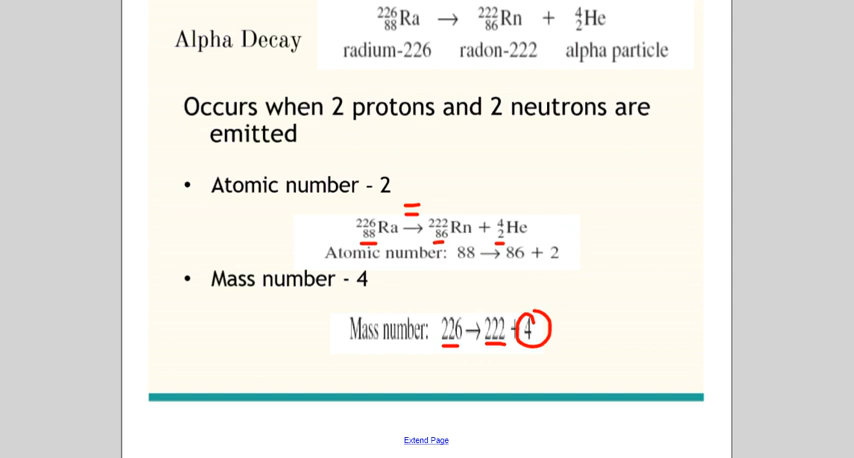 ²²⁶₈₈Ra → ²²²₈₆Rn + ⁴₂He
Alpha Decay
radium-226 radon-222 alpha particle
Occurs when 2 protons and 2 neutrons are
emitted
• Atomic number - 2
=
²²⁶₈₈Ra → ²²²₈₆Rn + ⁴₂He
Atomic number: 88 → 86 + 2
• Mass number - 4
Mass number: 226 → 222 + 4
Extend Page